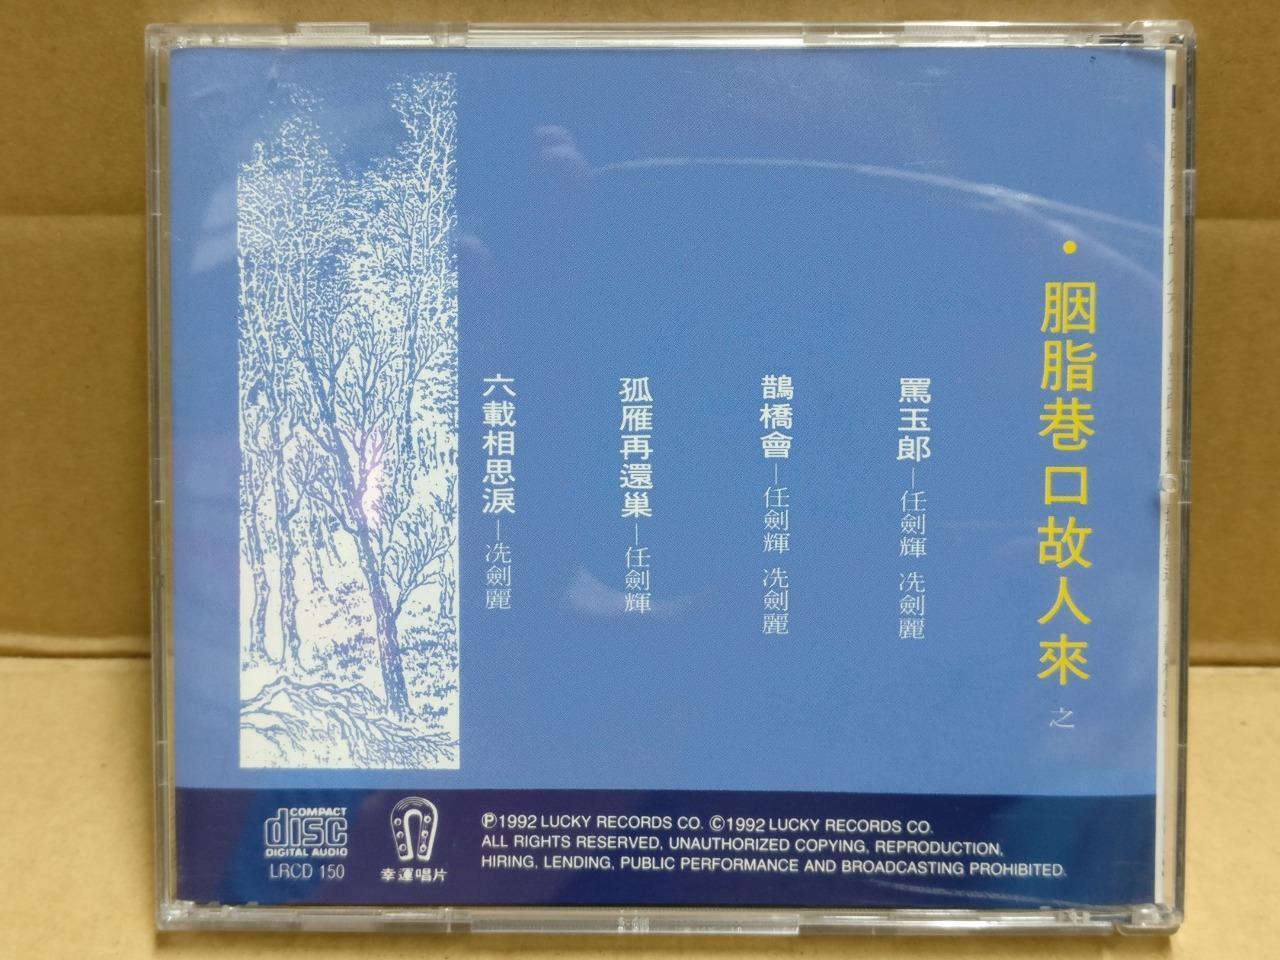 ·胭脂巷口故人來之
罵玉郎—任劍輝 冼劍麗
鵲橋會—任劍輝 冼劍麗
孤雁再還巢—任劍輝
六載相思淚—冼劍麗
COMPACT
disc
DIGITAL AUDIO
LRCD 150
幸運唱片
Ⓟ1992 LUCKY RECORDS CO. ©1992 LUCKY RECORDS CO.
ALL RIGHTS RESERVED, UNAUTHORIZED COPYING, REPRODUCTION,
HIRING, LENDING, PUBLIC PERFORMANCE AND BROADCASTING PROHIBITED.